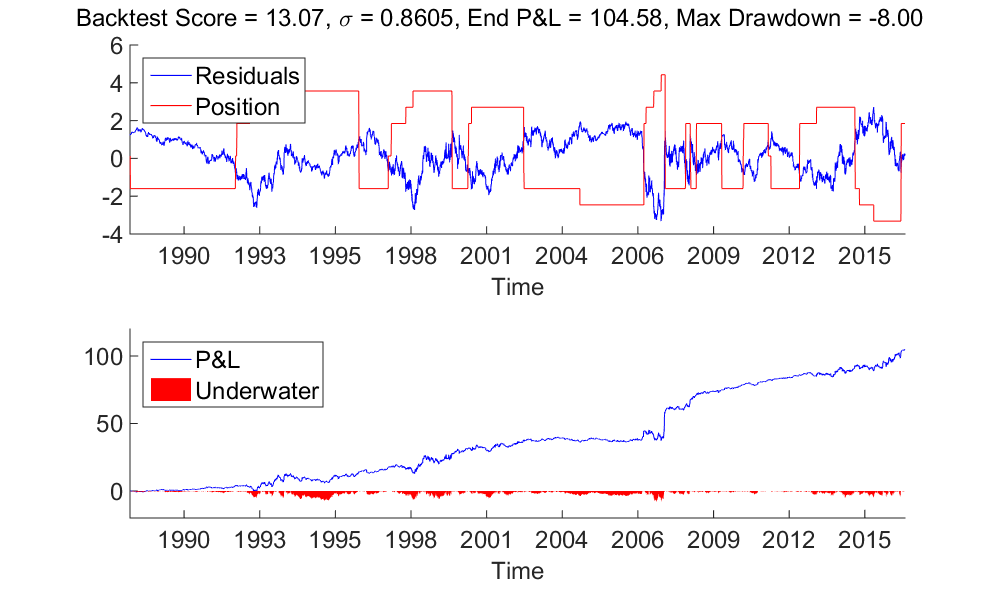 Backtest Score = 13.07, σ = 0.8605, End P&L = 104.58, Max Drawdown = -8.00
6
4
2
0
-2
-4
Residuals
Position
1990 1993 1995 1998 2001 2004 2006 2009 2012 2015
Time
100
50
0
P&L
Underwater
1990 1993 1995 1998 2001 2004 2006 2009 2012 2015
Time